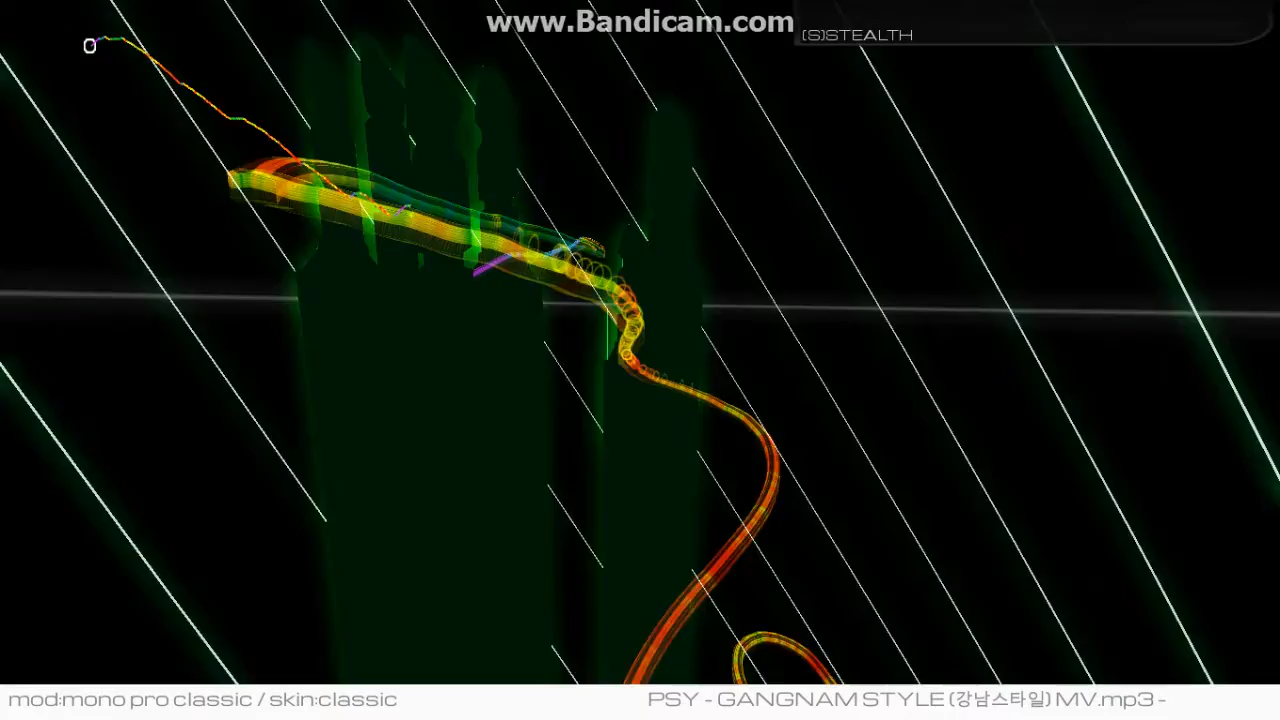 www.Bandicam.com
[S]STEALTH
0
mod:mono pro classic / skin:classic
PSY - GANGNAM STYLE (강남스타일) MV.mp3 -